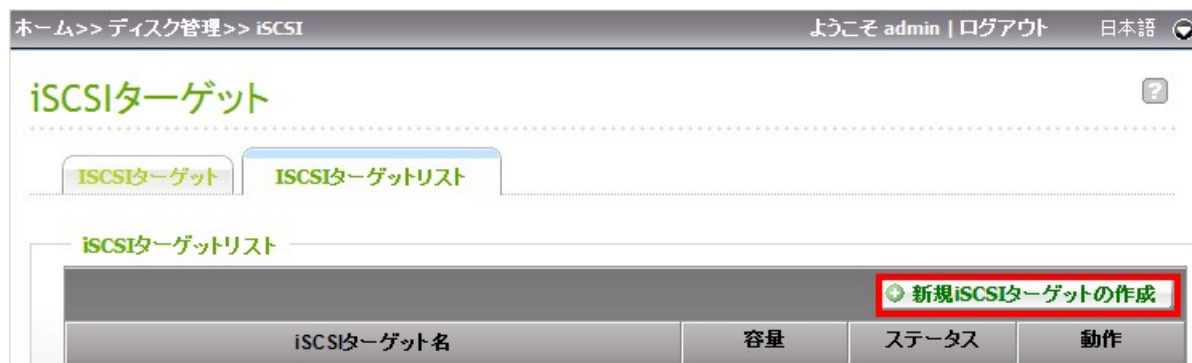 ホーム>> ディスク管理>> iSCSI ようこそ admin | ログアウト 日本語
iSCSIターゲット
ISCSIターゲット ISCSIターゲットリスト
iSCSIターゲットリスト
新規iSCSIターゲットの作成
iSCSIターゲット名 容量 ステータス 動作